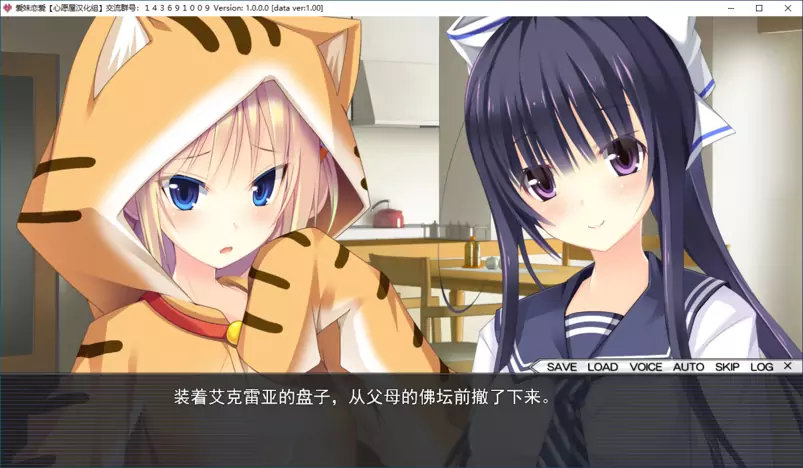 爱妹恋爱【心愿屋汉化组】交流群号：１４３６９１００９ Version: 1.0.0.0 [data ver:1.00]
SAVE LOAD VOICE AUTO SKIP LOG
装着艾克雷亚的盘子，从父母的佛坛前撤了下来。